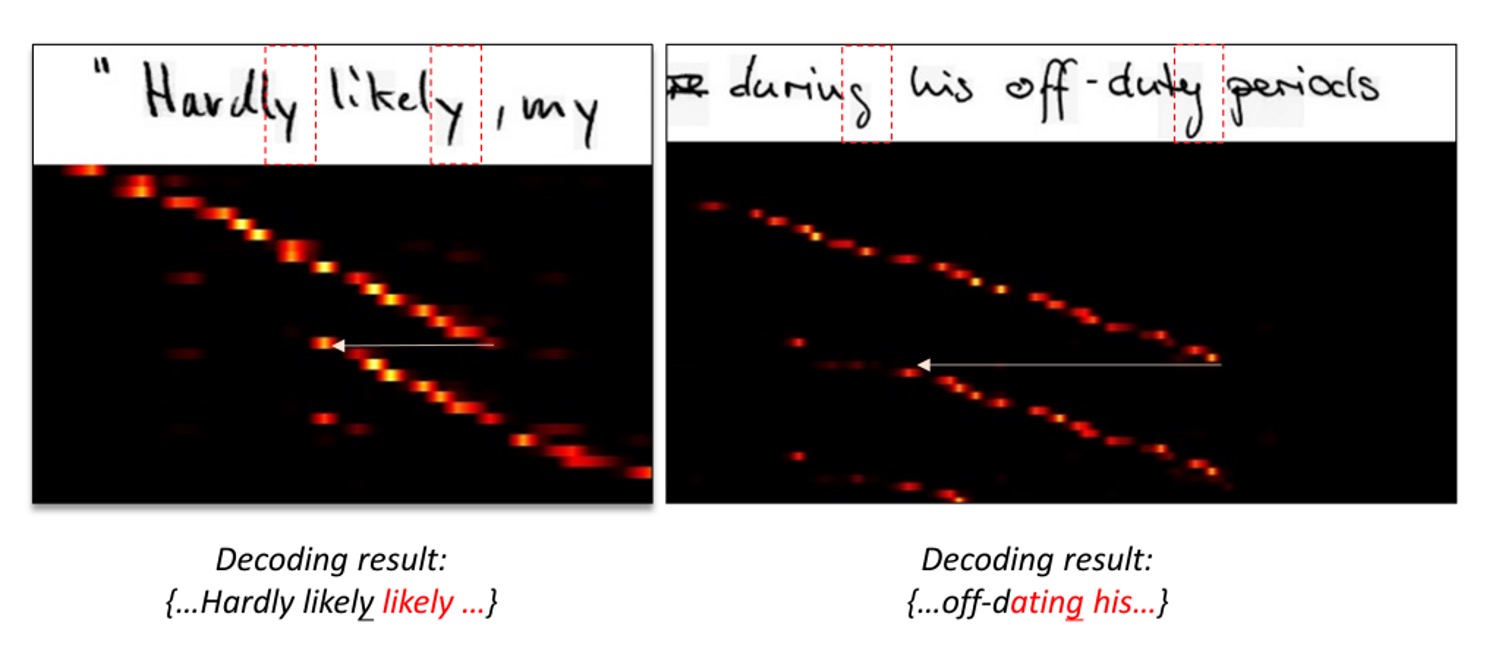 " Hardly likely, my
during his off-duty periods
Decoding result:
{…Hardly likely likely …}
Decoding result:
{…off-dating his…}